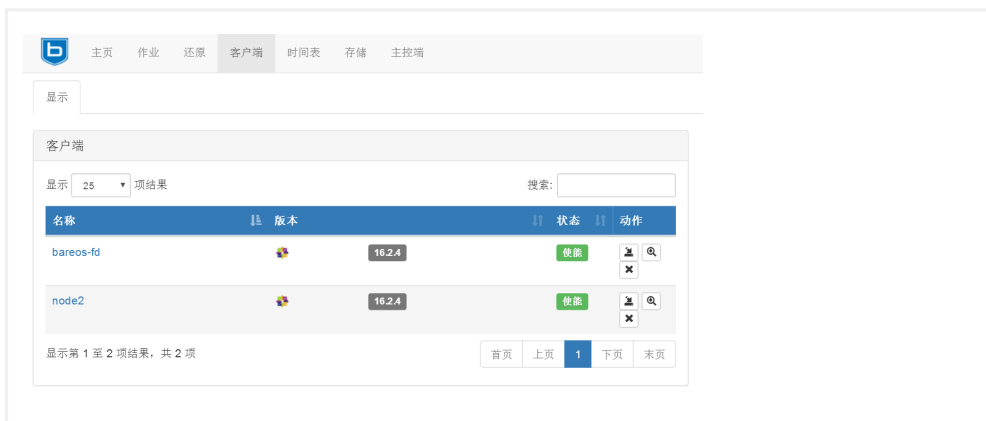 主页 作业 还原 客户端 时间表 存储 主控端
显示
客户端
显示 25 项结果 搜索:
名称 版本 状态 动作
bareos-fd 16.2.4 使能
node2 16.2.4 使能
显示第 1 至 2 项结果，共 2 项 首页 上页 1 下页 末页